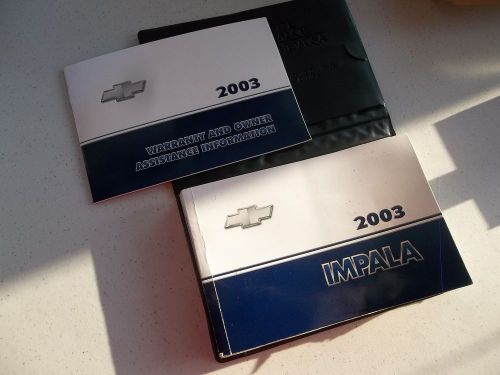 2003
WARRANTY AND OWNER
ASSISTANCE INFORMATION
2003
IMPALA